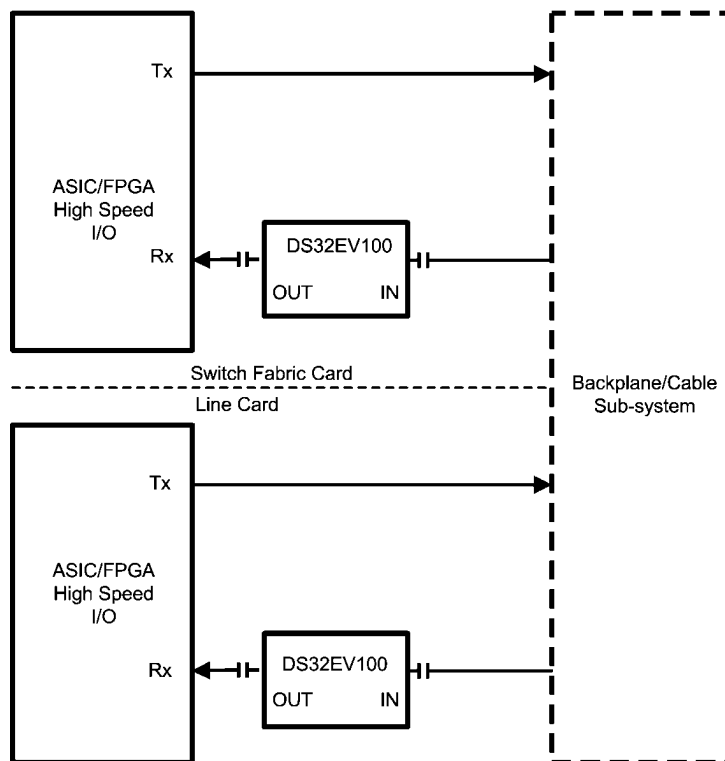 Tx
ASIC/FPGA
High Speed
I/O
Rx
DS32EV100
OUT IN
Switch Fabric Card
Line Card
Backplane/Cable
Sub-system
Tx
ASIC/FPGA
High Speed
I/O
Rx
DS32EV100
OUT IN